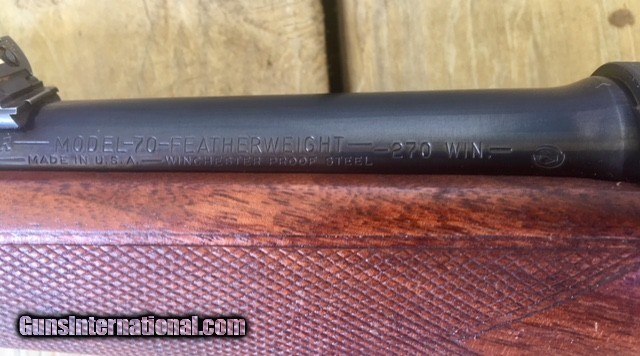 — MODEL-70-FEATHERWEIGHT — -270 WIN.-
MADE IN U.S.A. — WINCHESTER PROOF STEEL
GunsInternational.com